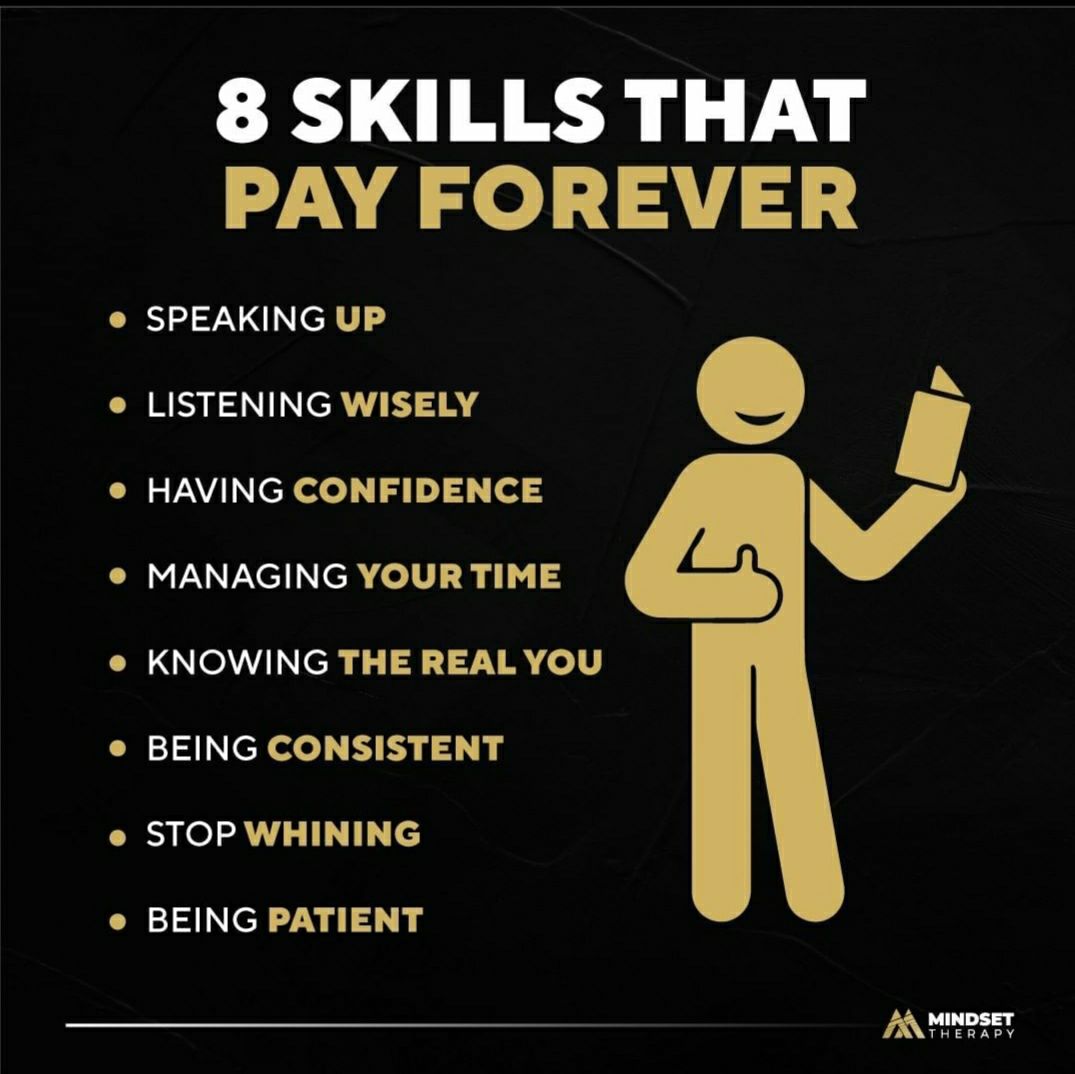 8 SKILLS THAT
PAY FOREVER
SPEAKING UP
LISTENING WISELY
HAVING CONFIDENCE
MANAGING YOUR TIME
KNOWING THE REAL YOU
BEING CONSISTENT
STOP WHINING
BEING PATIENT
MINDSET
THERAPY